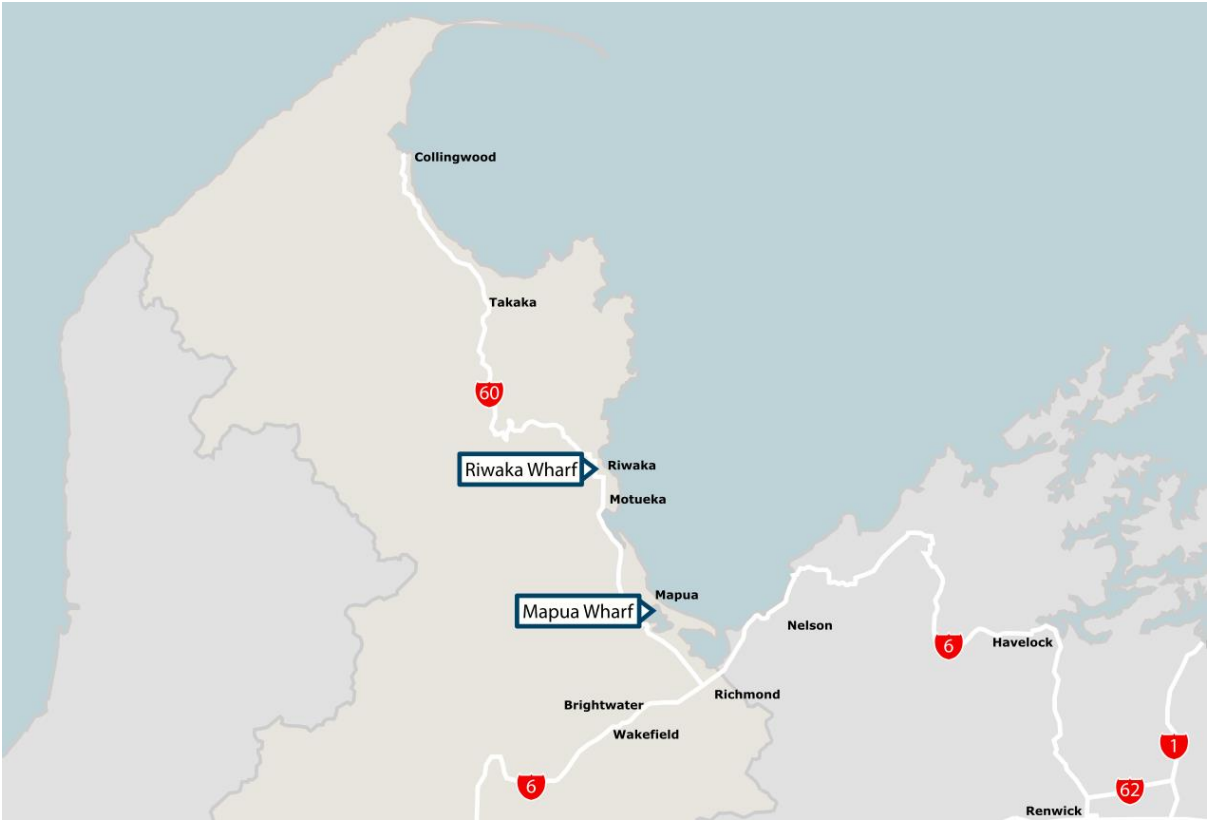 Collingwood
Takaka
60
Riwaka Wharf
Riwaka
Motueka
Mapua
Mapua Wharf
Nelson
6
Havelock
Richmond
Brightwater
Wakefield
1
6
62
Renwick